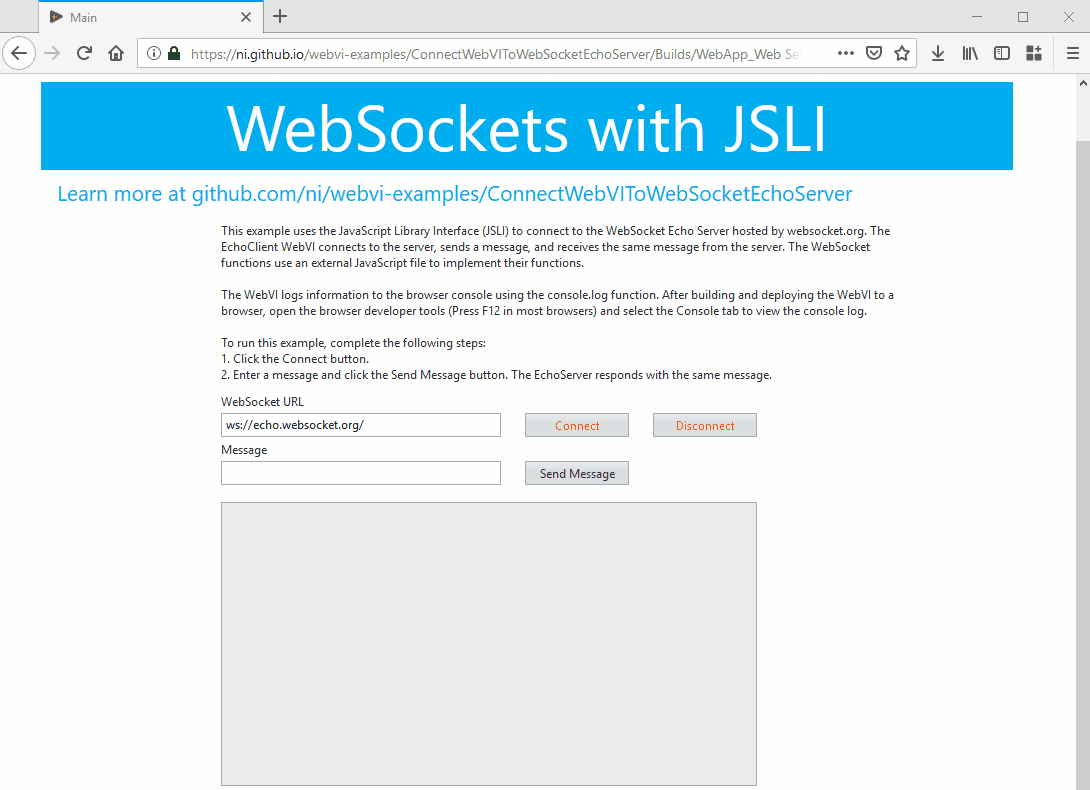 Main
https://ni.github.io/webvi-examples/ConnectWebVIToWebSocketEchoServer/Builds/WebApp_Web Se
WebSockets with JSLI
Learn more at github.com/ni/webvi-examples/ConnectWebVIToWebSocketEchoServer
This example uses the JavaScript Library Interface (JSLI) to connect to the WebSocket Echo Server hosted by websocket.org. The
EchoClient WebVI connects to the server, sends a message, and receives the same message from the server. The WebSocket
functions use an external JavaScript file to implement their functions.
The WebVI logs information to the browser console using the console.log function. After building and deploying the WebVI to a
browser, open the browser developer tools (Press F12 in most browsers) and select the Console tab to view the console log.
To run this example, complete the following steps:
1. Click the Connect button.
2. Enter a message and click the Send Message button. The EchoServer responds with the same message.
WebSocket URL
ws://echo.websocket.org/ Connect Disconnect
Message
Send Message